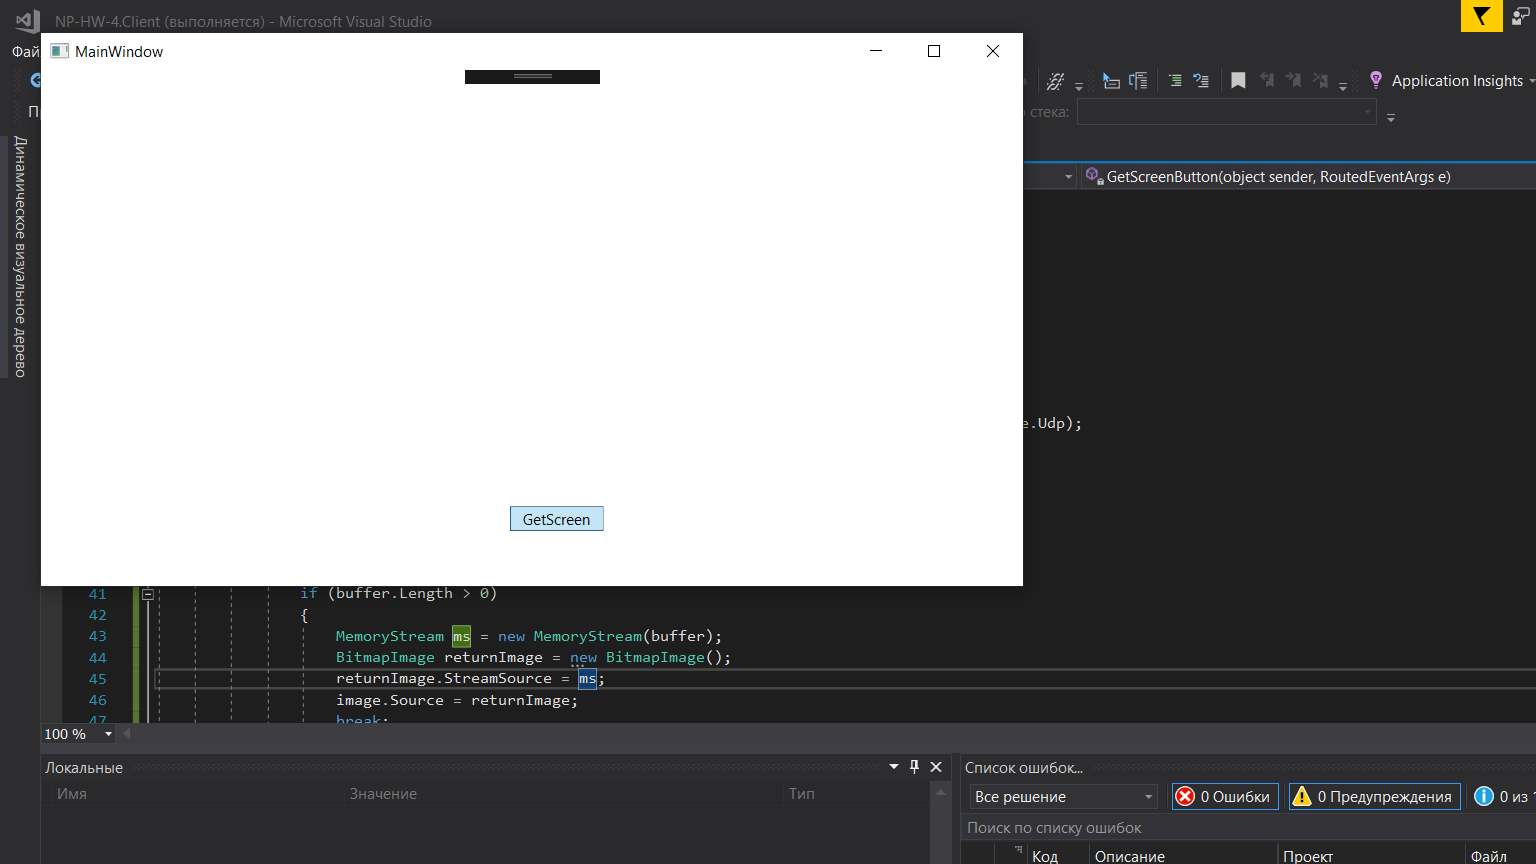 NP-HW-4.Client (выполняется) - Microsoft Visual Studio
MainWindow
Application Insights
стека:
GetScreenButton(object sender, RoutedEventArgs e)
Динамическое визуальное дерево
e.Udp);
GetScreen
41 if (buffer.Length > 0)
42 {
43 MemoryStream ms = new MemoryStream(buffer);
44 BitmapImage returnImage = new BitmapImage();
45 returnImage.StreamSource = ms;
46 image.Source = returnImage;
47 break;
100 %
Локальные
Имя Значение Тип
Список ошибок...
Все решение 0 Ошибки 0 Предупреждения 0 из
Поиск по списку ошибок
Код Описание Проект Файл